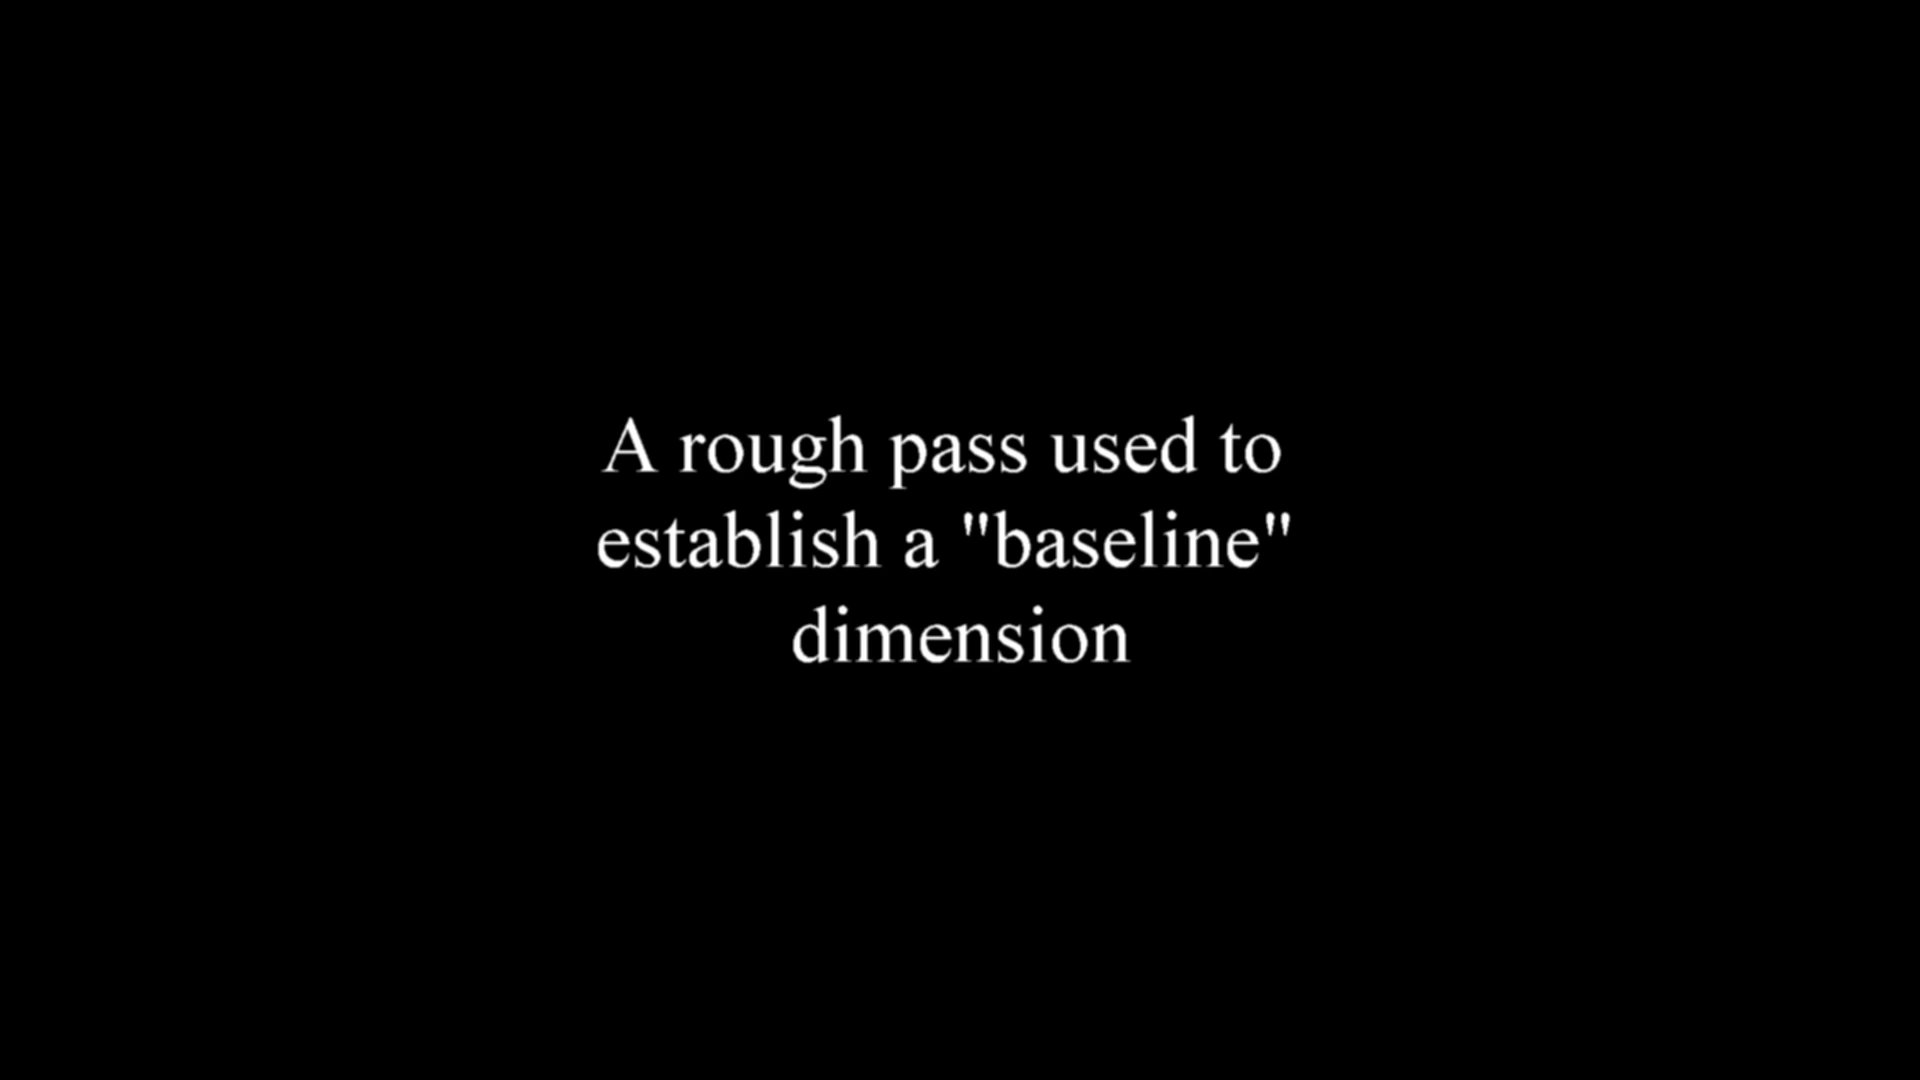 A rough pass used to
establish a "baseline"
dimension